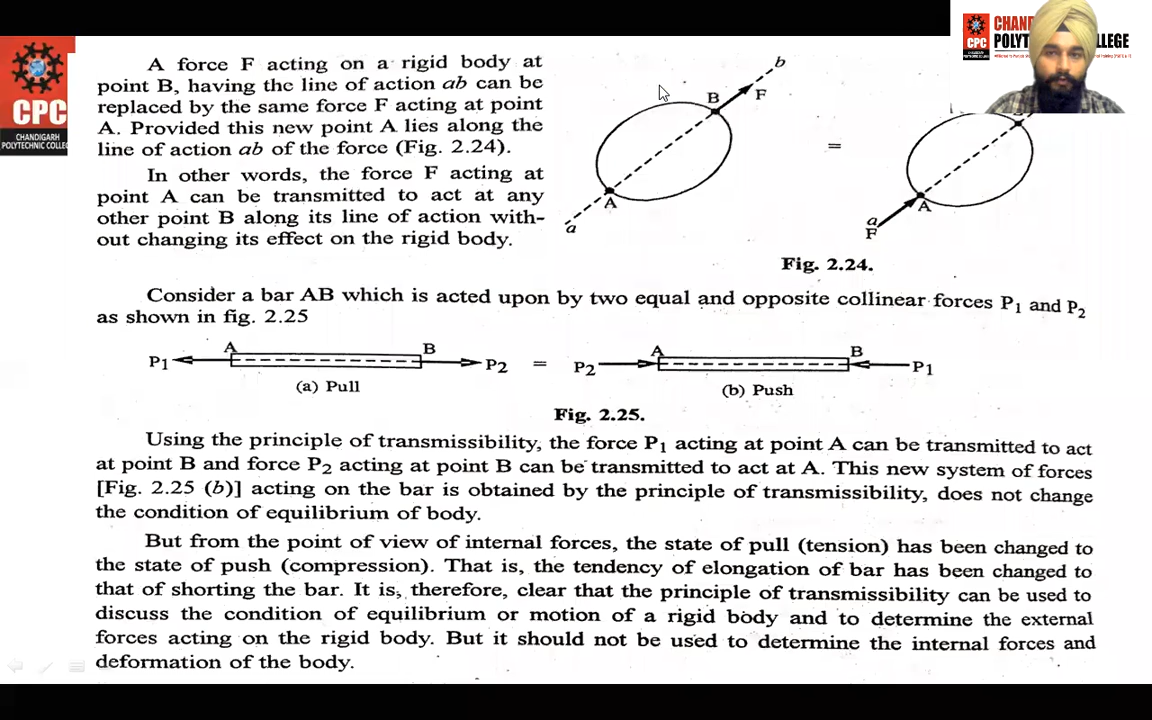 CHAND
POLYT LLEGE
CPC
CPC
CHANDIGARH
POLYTECHNIC COLLEG
A force F acting on a rigid body at
point B, having the line of action ab can be
replaced by the same force F acting at point
A. Provided this new point A lies along the
line of action ab of the force (Fig. 2.24).
In other words, the force F acting at
point A can be transmitted to act at any
other point B along its line of action with-
out changing its effect on the rigid body.
b
B
F
A
a
=
A
a
F
Fig. 2.24.
Consider a bar AB which is acted upon by two equal and opposite collinear forces P1 and P2
as shown in fig. 2.25
P1 A B P2 = P2 A B P1
(a) Pull
(b) Push
Fig. 2.25.
Using the principle of transmissibility, the force P1 acting at point A can be transmitted to act
at point B and force P2 acting at point B can be transmitted to act at A. This new system of forces
[Fig. 2.25 (b)] acting on the bar is obtained by the principle of transmissibility, does not change
the condition of equilibrium of body.
But from the point of view of internal forces, the state of pull (tension) has been changed to
the state of push (compression). That is, the tendency of elongation of bar has been changed to
that of shorting the bar. It is, therefore, clear that the principle of transmissibility can be used to
discuss the condition of equilibrium or motion of a rigid body and to determine the external
forces acting on the rigid body. But it should not be used to determine the internal forces and
deformation of the body.